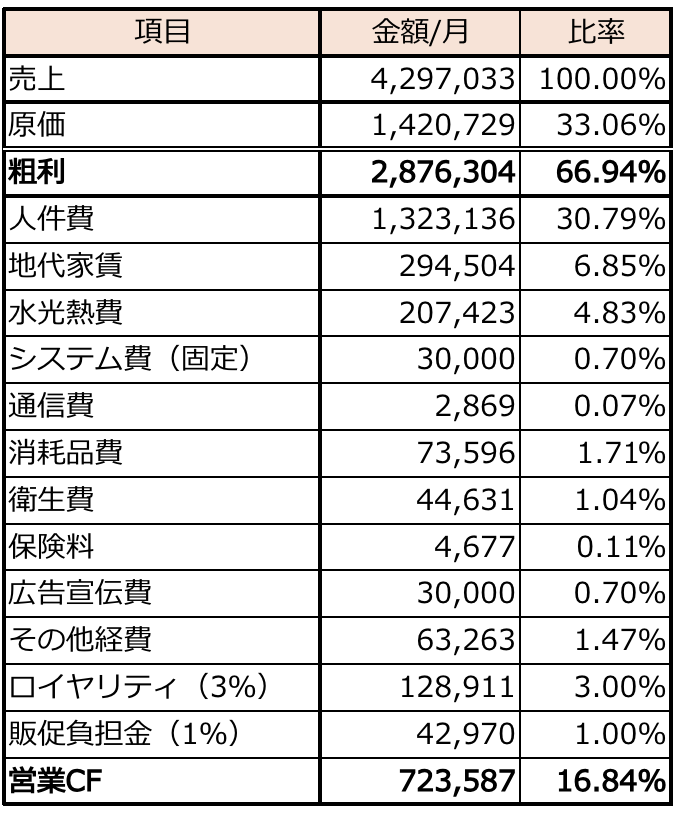 項目 金額/月 比率
売上 4,297,033 100.00%
原価 1,420,729 33.06%
粗利 2,876,304 66.94%
人件費 1,323,136 30.79%
地代家賃 294,504 6.85%
水光熱費 207,423 4.83%
システム費（固定） 30,000 0.70%
通信費 2,869 0.07%
消耗品費 73,596 1.71%
衛生費 44,631 1.04%
保険料 4,677 0.11%
広告宣伝費 30,000 0.70%
その他経費 63,263 1.47%
ロイヤリティ（3%） 128,911 3.00%
販促負担金（1%） 42,970 1.00%
営業CF 723,587 16.84%